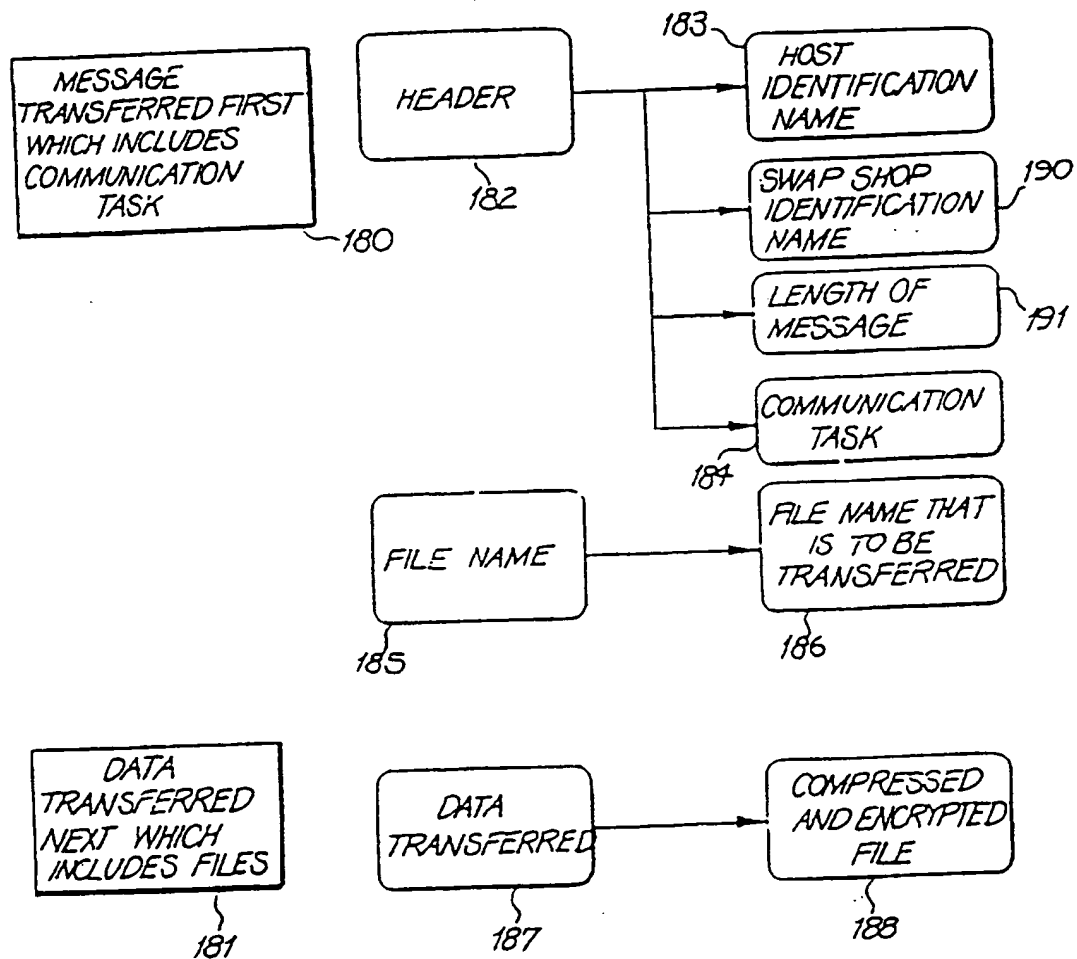 MESSAGE
TRANSFERRED FIRST
WHICH INCLUDES
COMMUNICATION
TASK
180
HEADER
182
183
HOST
IDENTIFICATION
NAME
SWAP SHOP
IDENTIFICATION
NAME
190
LENGTH OF
MESSAGE
191
COMMUNICATION
TASK
184
FILE NAME
185
FILE NAME THAT
IS TO BE
TRANSFERRED
186
DATA
TRANSFERRED
NEXT WHICH
INCLUDES FILES
181
DATA
TRANSFERRED
187
COMPRESSED
AND ENCRYPTED
FILE
188